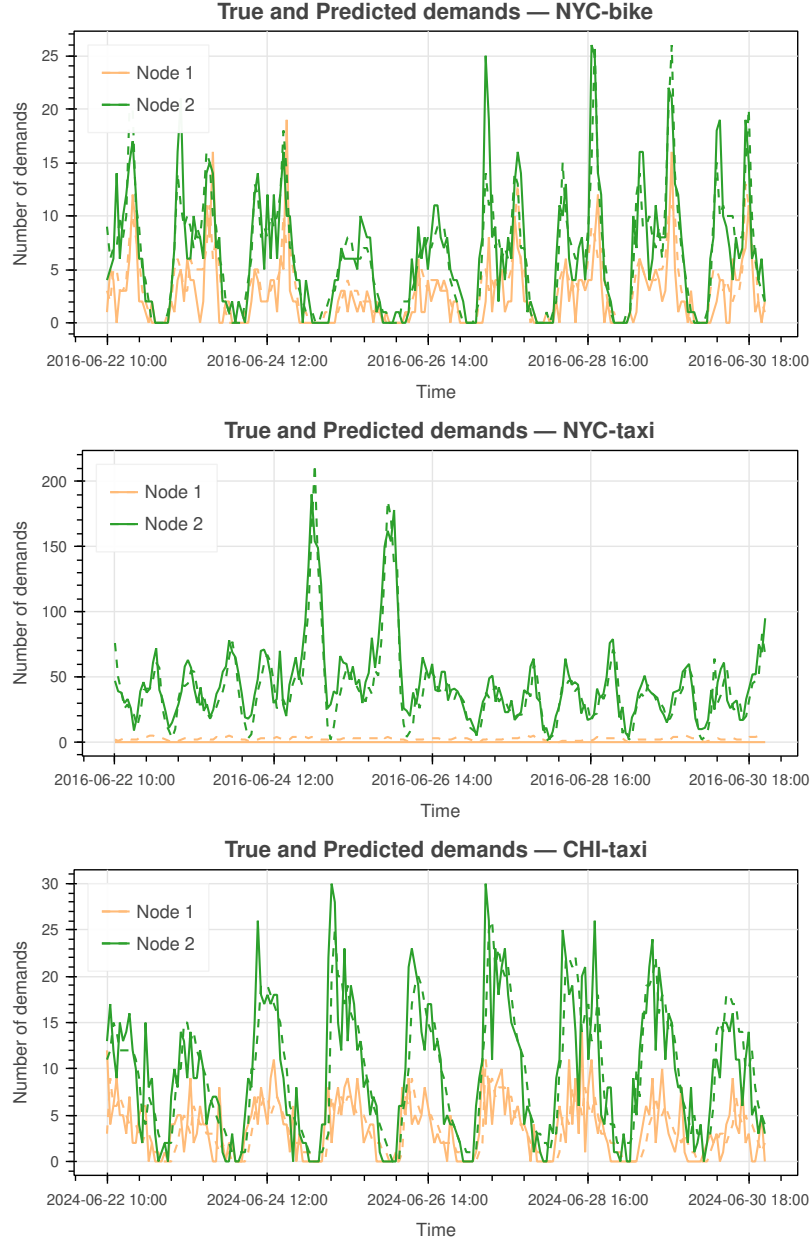 True and Predicted demands — NYC-bike
Number of demands
25
20
15
10
5
0
Node 1
Node 2
2016-06-22 10:00
2016-06-24 12:00
2016-06-26 14:00
2016-06-28 16:00
2016-06-30 18:00
Time
True and Predicted demands — NYC-taxi
Number of demands
200
150
100
50
0
Node 1
Node 2
2016-06-22 10:00
2016-06-24 12:00
2016-06-26 14:00
2016-06-28 16:00
2016-06-30 18:00
Time
True and Predicted demands — CHI-taxi
Number of demands
30
25
20
15
10
5
0
Node 1
Node 2
2024-06-22 10:00
2024-06-24 12:00
2024-06-26 14:00
2024-06-28 16:00
2024-06-30 18:00
Time